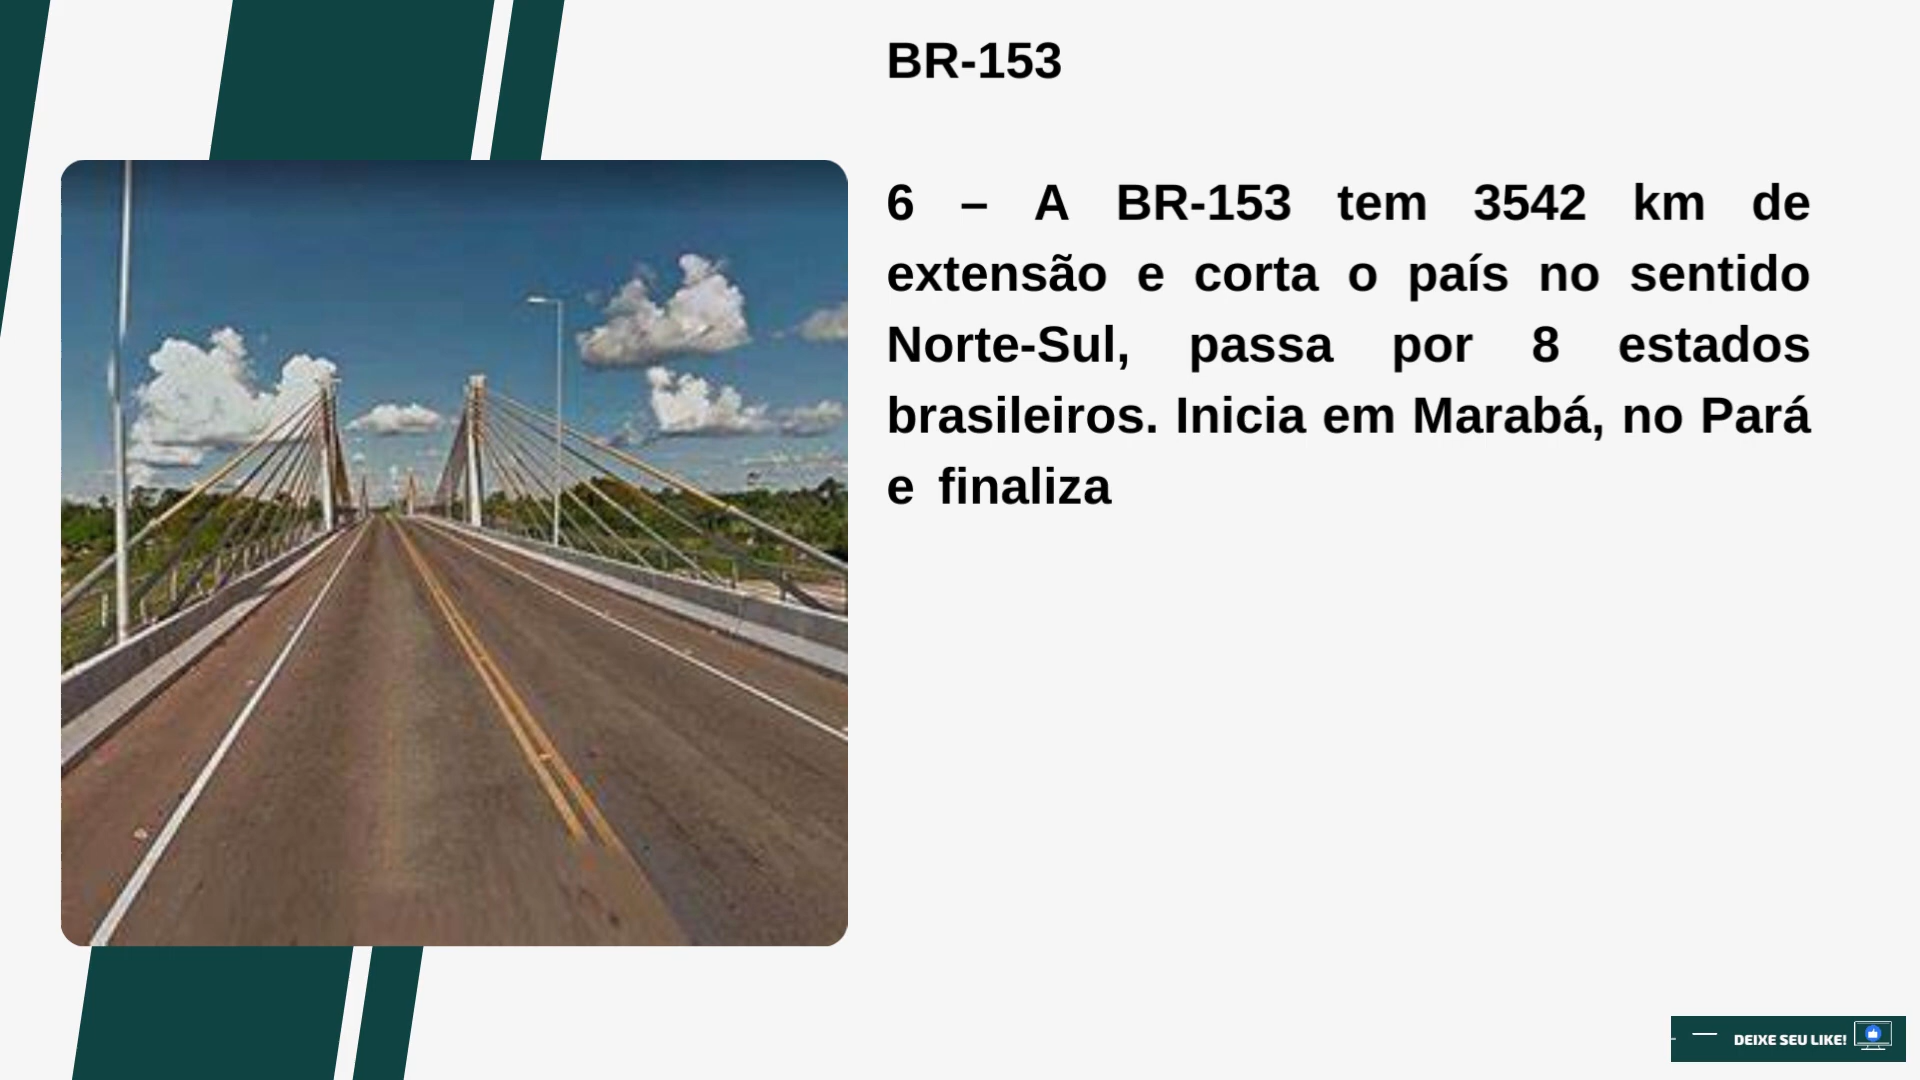 BR-153
6 – A BR-153 tem 3542 km de
extensão e corta o país no sentido
Norte-Sul, passa por 8 estados
brasileiros. Inicia em Marabá, no Pará
e finaliza
DEIXE SEU LIKE!